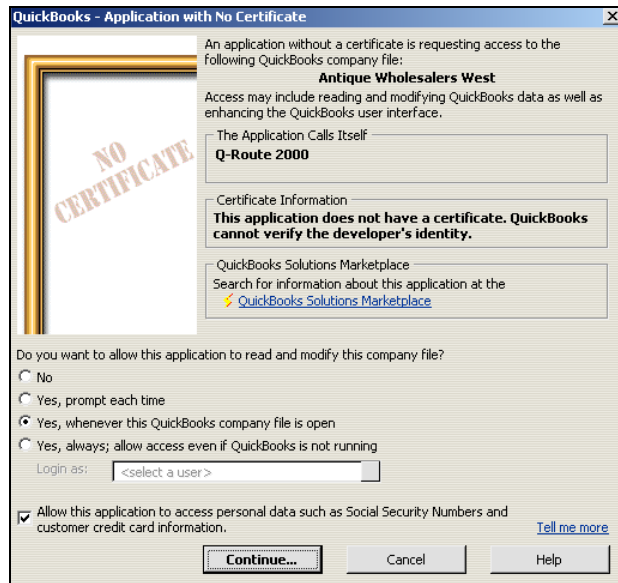 QuickBooks - Application with No Certificate
An application without a certificate is requesting access to the
following QuickBooks company file:
Antique Wholesalers West
Access may include reading and modifying QuickBooks data as well as
enhancing the QuickBooks user interface.
The Application Calls Itself
Q-Route 2000
NO
CERTIFICATE
Certificate Information
This application does not have a certificate. QuickBooks
cannot verify the developer's identity.
QuickBooks Solutions Marketplace
Search for information about this application at the
QuickBooks Solutions Marketplace
Do you want to allow this application to read and modify this company file?
No
Yes, prompt each time
Yes, whenever this QuickBooks company file is open
Yes, always; allow access even if QuickBooks is not running
Login as: <select a user>
Allow this application to access personal data such as Social Security Numbers and
customer credit card information.
Tell me more
Continue... Cancel Help